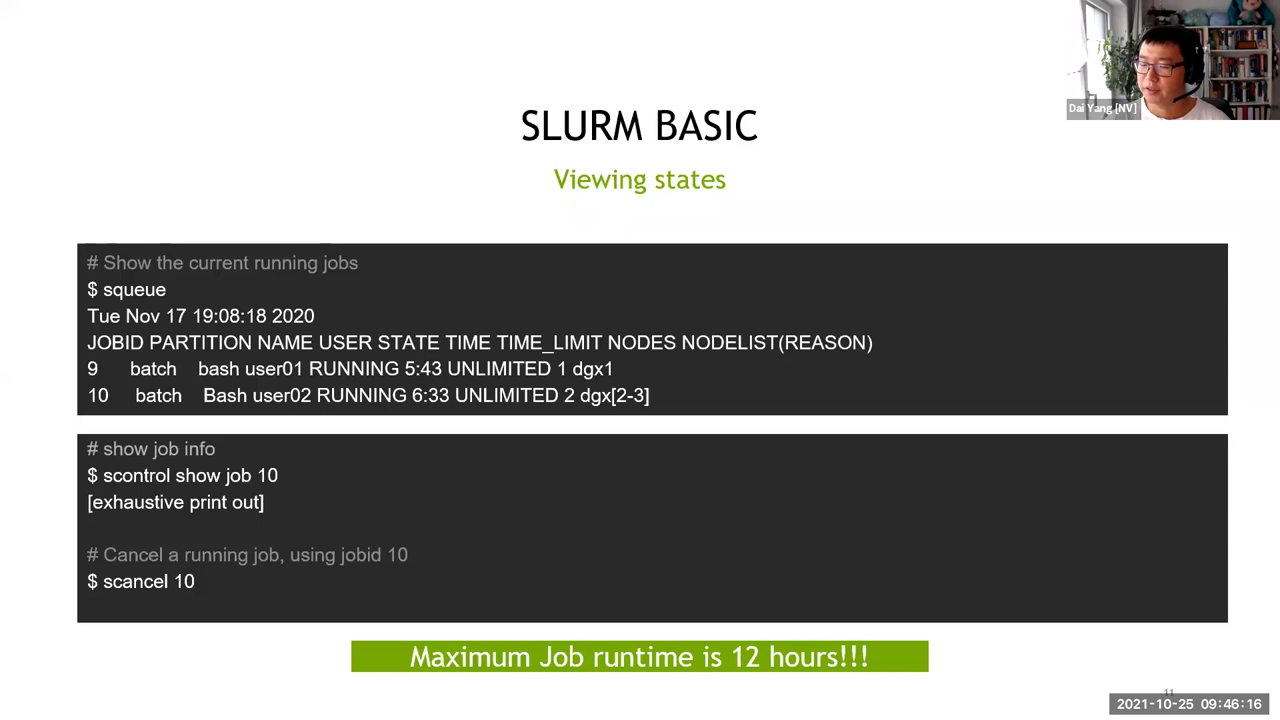 Dai Yang [NV]
SLURM BASIC
Viewing states
# Show the current running jobs
$ squeue
Tue Nov 17 19:08:18 2020
JOBID PARTITION NAME USER STATE TIME TIME_LIMIT NODES NODELIST(REASON)
9 batch bash user01 RUNNING 5:43 UNLIMITED 1 dgx1
10 batch Bash user02 RUNNING 6:33 UNLIMITED 2 dgx[2-3]
# show job info
$ scontrol show job 10
[exhaustive print out]
# Cancel a running job, using jobid 10
$ scancel 10
Maximum Job runtime is 12 hours!!!
11
2021-10-25 09:46:16